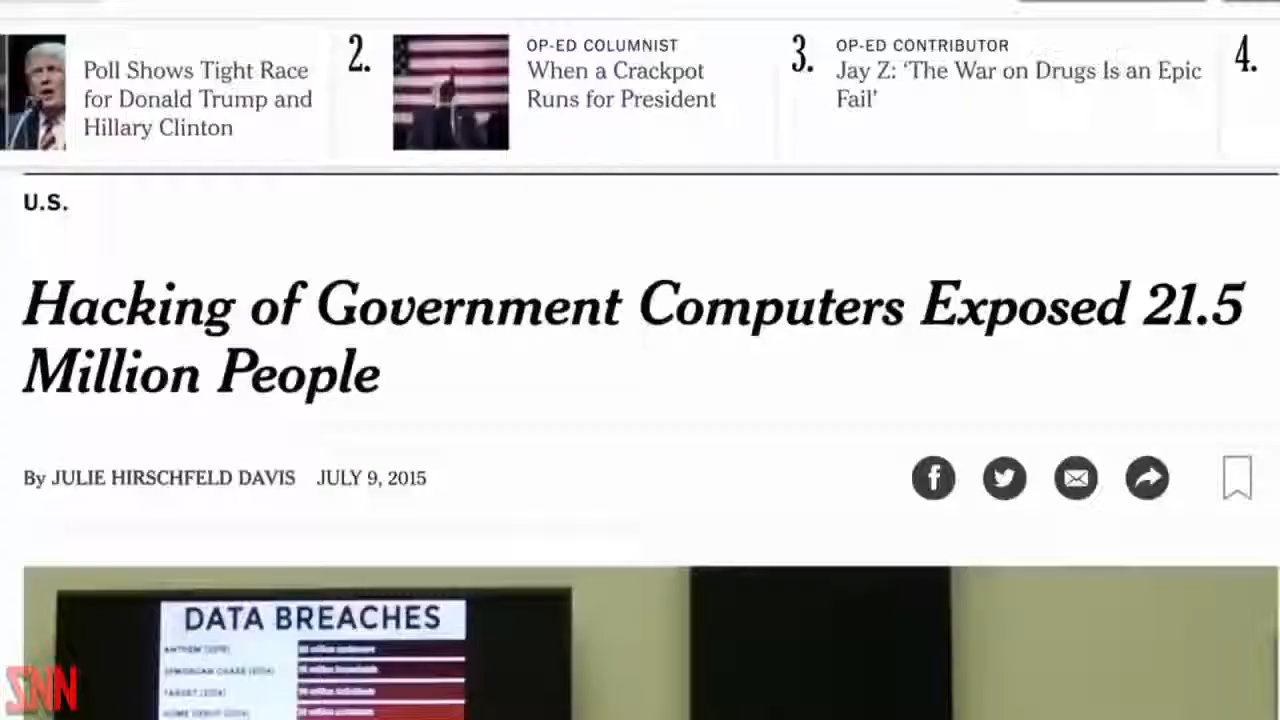 Poll Shows Tight Race
for Donald Trump and
Hillary Clinton
2.
OP-ED COLUMNIST
When a Crackpot
Runs for President
3.
OP-ED CONTRIBUTOR
Jay Z: ‘The War on Drugs Is an Epic
Fail’
4.
U.S.
Hacking of Government Computers Exposed 21.5
Million People
By JULIE HIRSCHFELD DAVIS JULY 9, 2015
DATA BREACHES
SNN